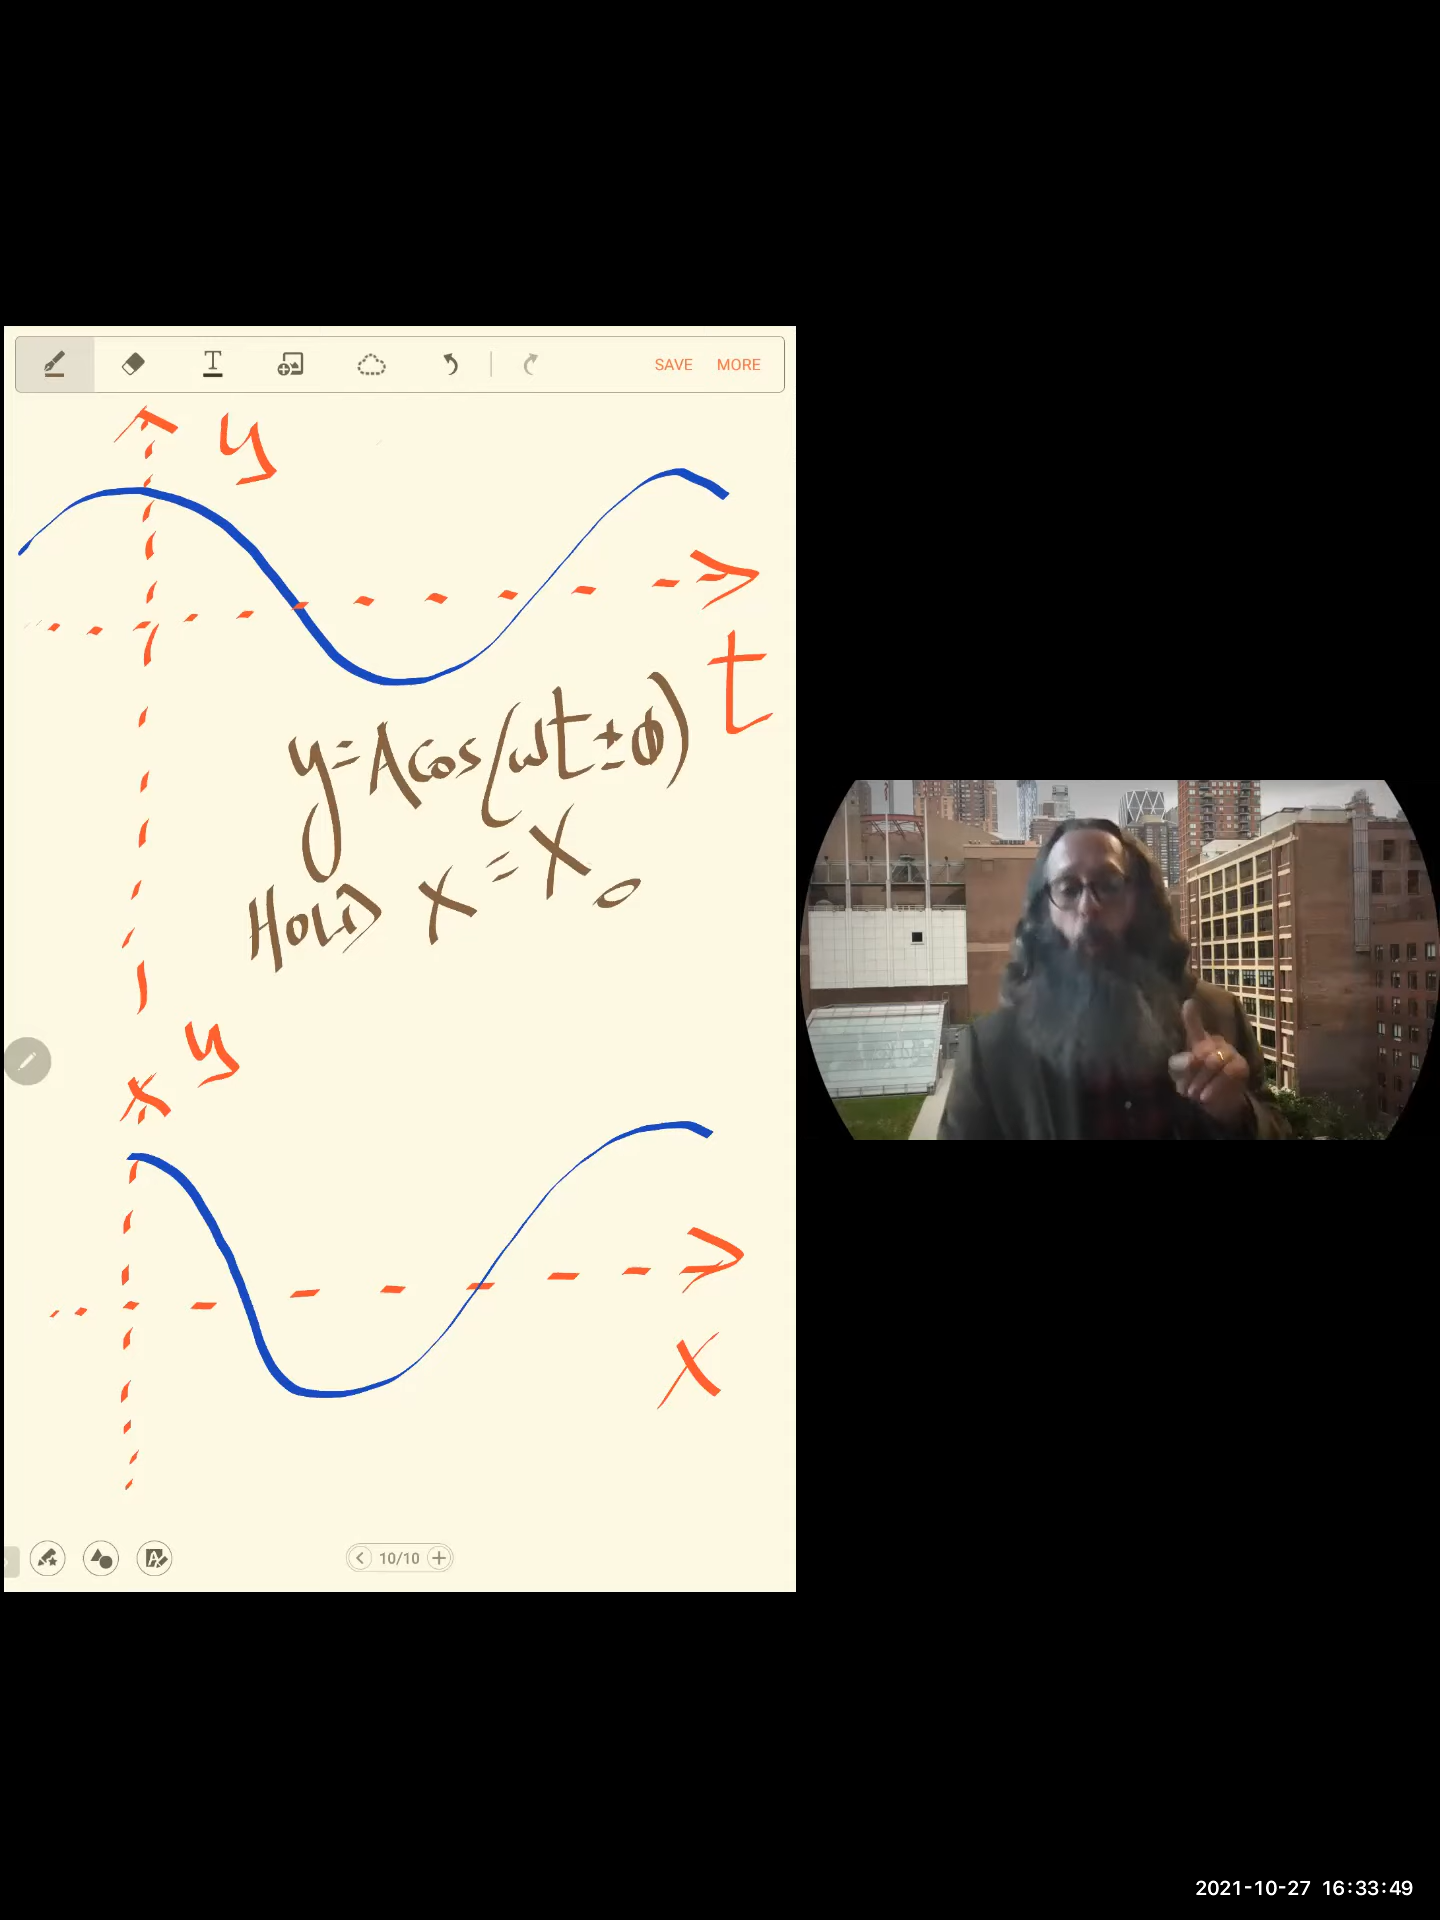 T
SAVE MORE
y
t
y=Acos(ωt±φ)
HOLD x=x₀
y
x
A
10/10
2021-10-27 16:33:49